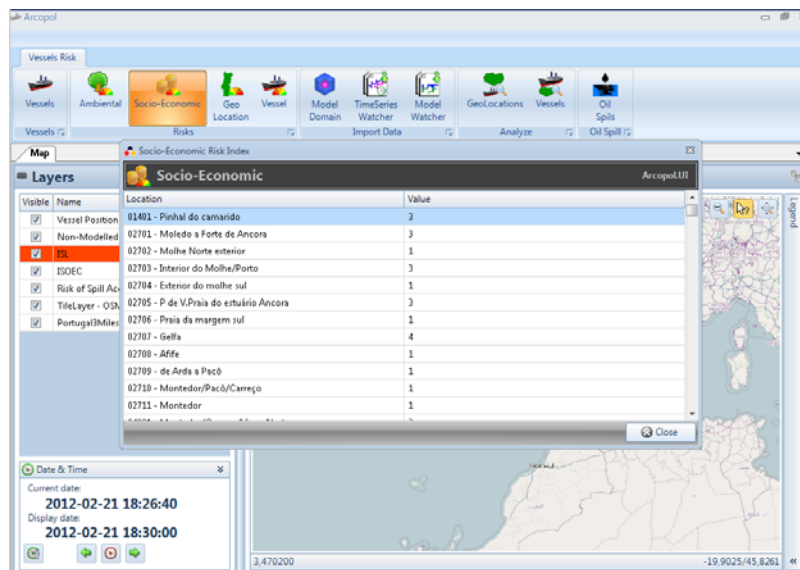 Arcopol
Vessels Risk
Vessels
Ambiental
Socio-Economic
Geo Location
Vessel
Model Domain
TimeSeries Watcher
Model Watcher
GeoLocations
Vessels
Oil Spils
Vessels
Risks
Import Data
Analyze
Oil Spill
Map
Layers
Visible Name
Vessel Position
Non-Modelled
ISL
ISOEC
Risk of Spill Acc
TileLayer - OSM
Portugal3Miles
Socio-Economic Risk Index
Socio-Economic
Arcopol.UI
Location Value
01401 - Pinhal do camarido 3
02701 - Moledo a Forte de Ancora 3
02702 - Molhe Norte exterior 1
02703 - Interior do Molhe/Porto 3
02704 - Exterior do molhe sul 1
02705 - P de V.Praia do estuário Ancora 3
02706 - Praia da margem sul 1
02707 - Gelfa 4
02708 - Afife 1
02709 - de Arda a Pacô 1
02710 - Montedor/Pacô/Carreço 1
02711 - Montedor 1
Close
Legend
Date & Time
Current date:
2012-02-21 18:26:40
Display date:
2012-02-21 18:30:00
3,470200
-19,9025/45,8261